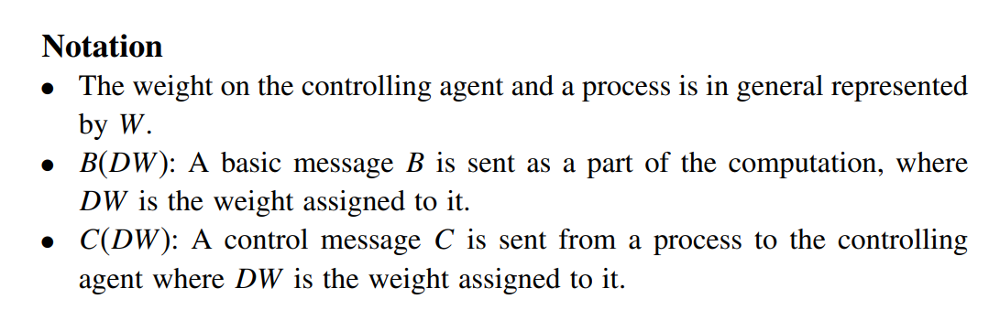 Notation
• The weight on the controlling agent and a process is in general represented
by W.
• B(DW): A basic message B is sent as a part of the computation, where
DW is the weight assigned to it.
• C(DW): A control message C is sent from a process to the controlling
agent where DW is the weight assigned to it.